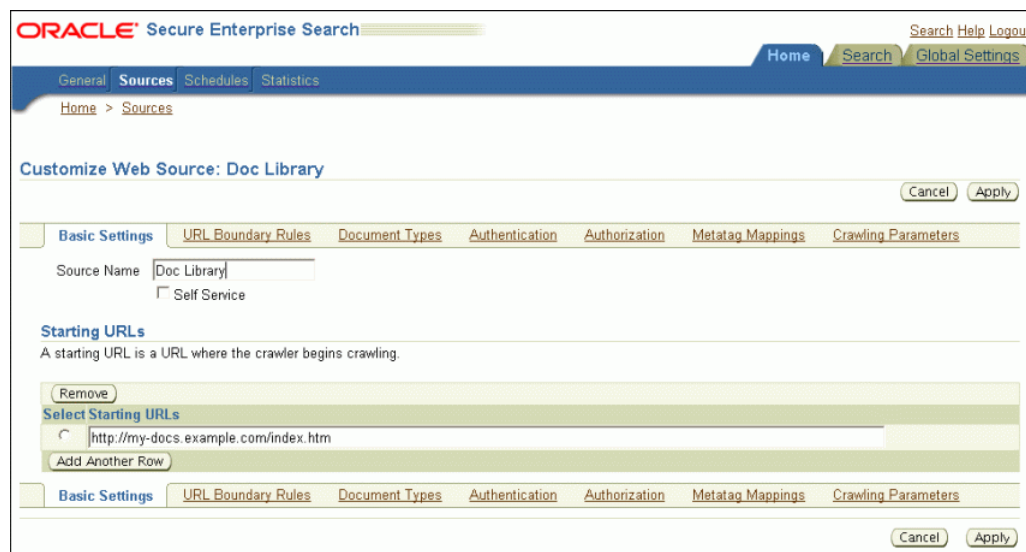 ORACLE Secure Enterprise Search
Search Help Logou
Home Search Global Settings
General Sources Schedules Statistics
Home > Sources
Customize Web Source: Doc Library
Cancel Apply
Basic Settings URL Boundary Rules Document Types Authentication Authorization Metatag Mappings Crawling Parameters
Source Name Doc Library
Self Service
Starting URLs
A starting URL is a URL where the crawler begins crawling.
Remove
Select Starting URLs
http://my-docs.example.com/index.htm
Add Another Row
Basic Settings URL Boundary Rules Document Types Authentication Authorization Metatag Mappings Crawling Parameters
Cancel Apply